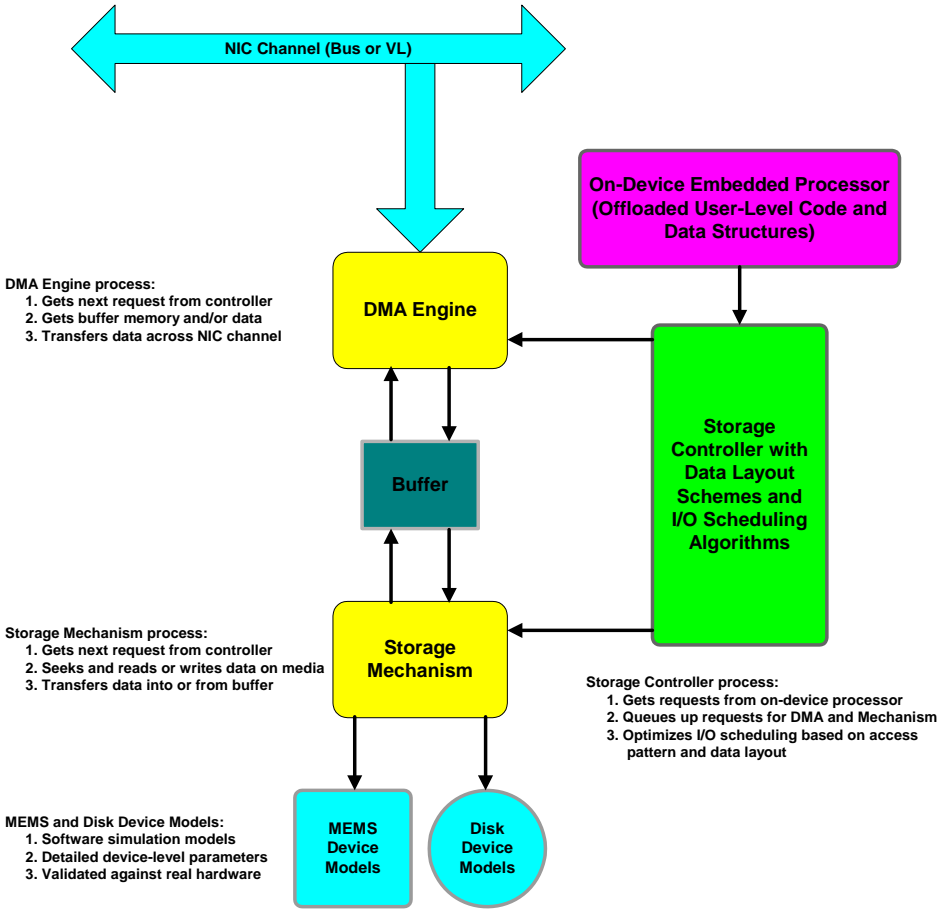 NIC Channel (Bus or VL)
On-Device Embedded Processor
(Offloaded User-Level Code and
Data Structures)
DMA Engine process:
1. Gets next request from controller
2. Gets buffer memory and/or data
3. Transfers data across NIC channel
DMA Engine
Storage
Controller with
Data Layout
Schemes and
I/O Scheduling
Algorithms
Buffer
Storage Mechanism process:
1. Gets next request from controller
2. Seeks and reads or writes data on media
3. Transfers data into or from buffer
Storage
Mechanism
Storage Controller process:
1. Gets requests from on-device processor
2. Queues up requests for DMA and Mechanism
3. Optimizes I/O scheduling based on access
pattern and data layout
MEMS and Disk Device Models:
1. Software simulation models
2. Detailed device-level parameters
3. Validated against real hardware
MEMS
Device
Models
Disk
Device
Models